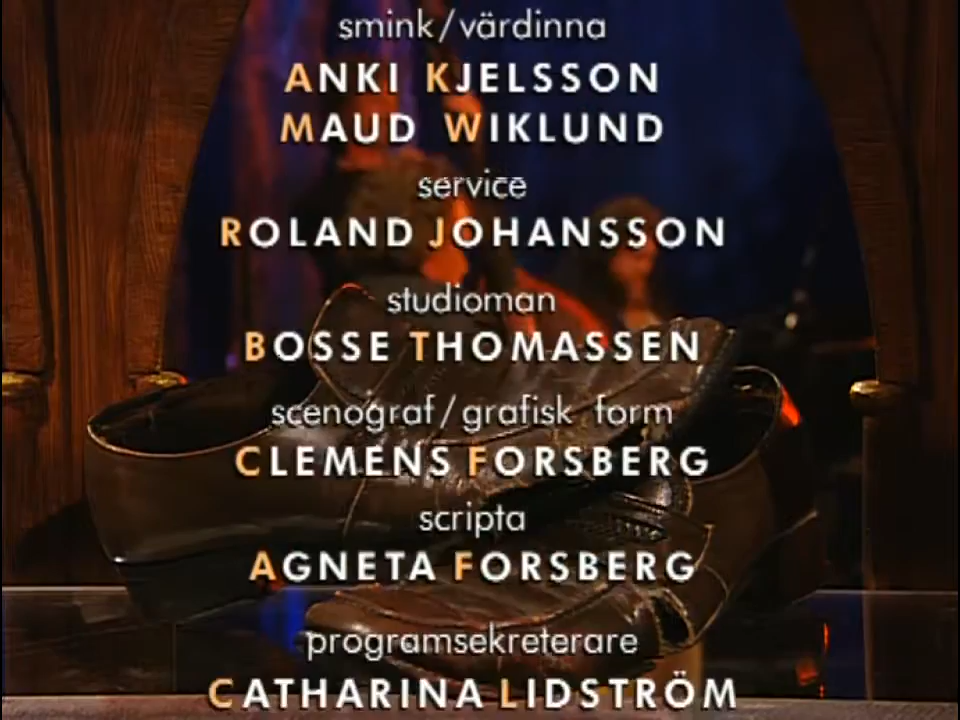 smink/värdinna
ANKI KJELSSON
MAUD WIKLUND
service
ROLAND JOHANSSON
studioman
BOSSE THOMASSEN
scenograf/grafisk form
CLEMENS FORSBERG
scripta
AGNETA FORSBERG
programsekreterare
CATHARINA LIDSTRÖM